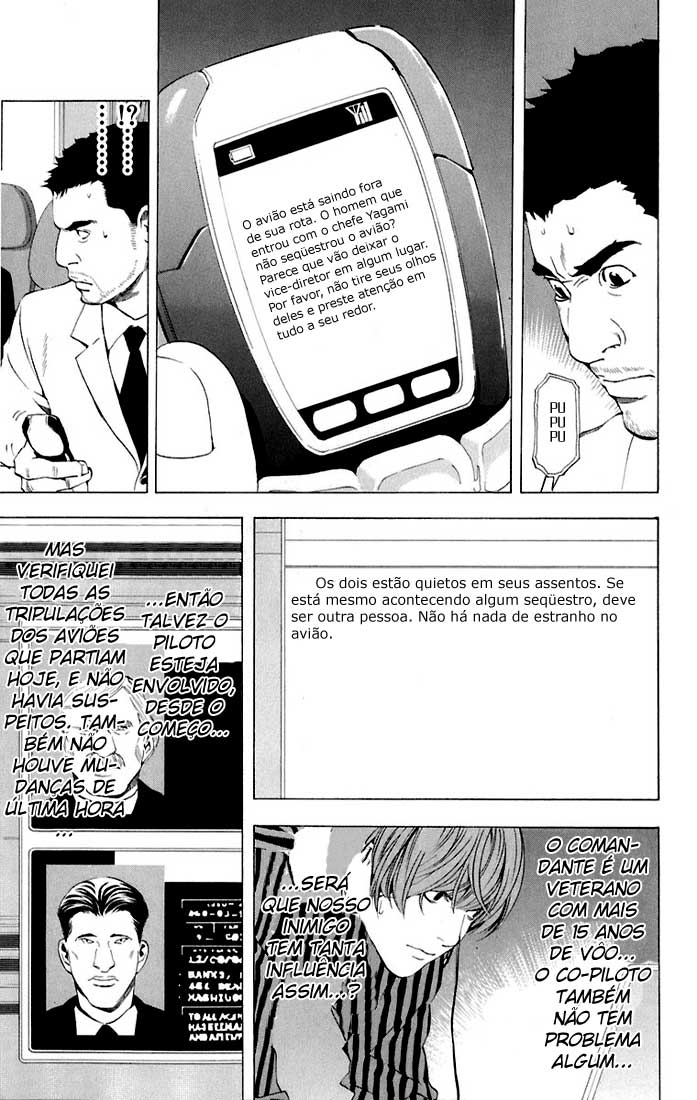 PU
PU
PU
O avião está saindo fora
de sua rota. O homem que
entrou com o chefe Yagami
não seqüestrou o avião?
Parece que vão deixar o
vice-diretor em algum lugar.
Por favor, não tire seus olhos
deles e preste atenção em
tudo a seu redor.
!?
Os dois estão quietos em seus assentos. Se
está mesmo acontecendo algum seqüestro, deve
ser outra pessoa. Não há nada de estranho no
avião.
O COMAN-
DANTE É UM
VETERANO
COM MAIS
DE 15 ANOS
DE VÔO...
O CO-PILOTO
TAMBÉM
NÃO TEM
PROBLEMA
ALGUM...
...SERÁ
QUE NOSSO
INIMIGO
TEM TANTA
INFLUÊNCIA
ASSIM...?
...ENTÃO
TALVEZ O
PILOTO
ESTEJA
ENVOLVIDO,
DESDE O
COMEÇO...
MAS
VERIFIQUEI
TODAS AS
TRIPULAÇÕES
DOS AVIÕES
QUE PARTIAM
HOJE, E NÃO
HAVIA SUS-
PEITOS. TAM-
BÉM NÃO
HOUVE MU-
DANÇAS DE
ÚLTIMA HORA
...